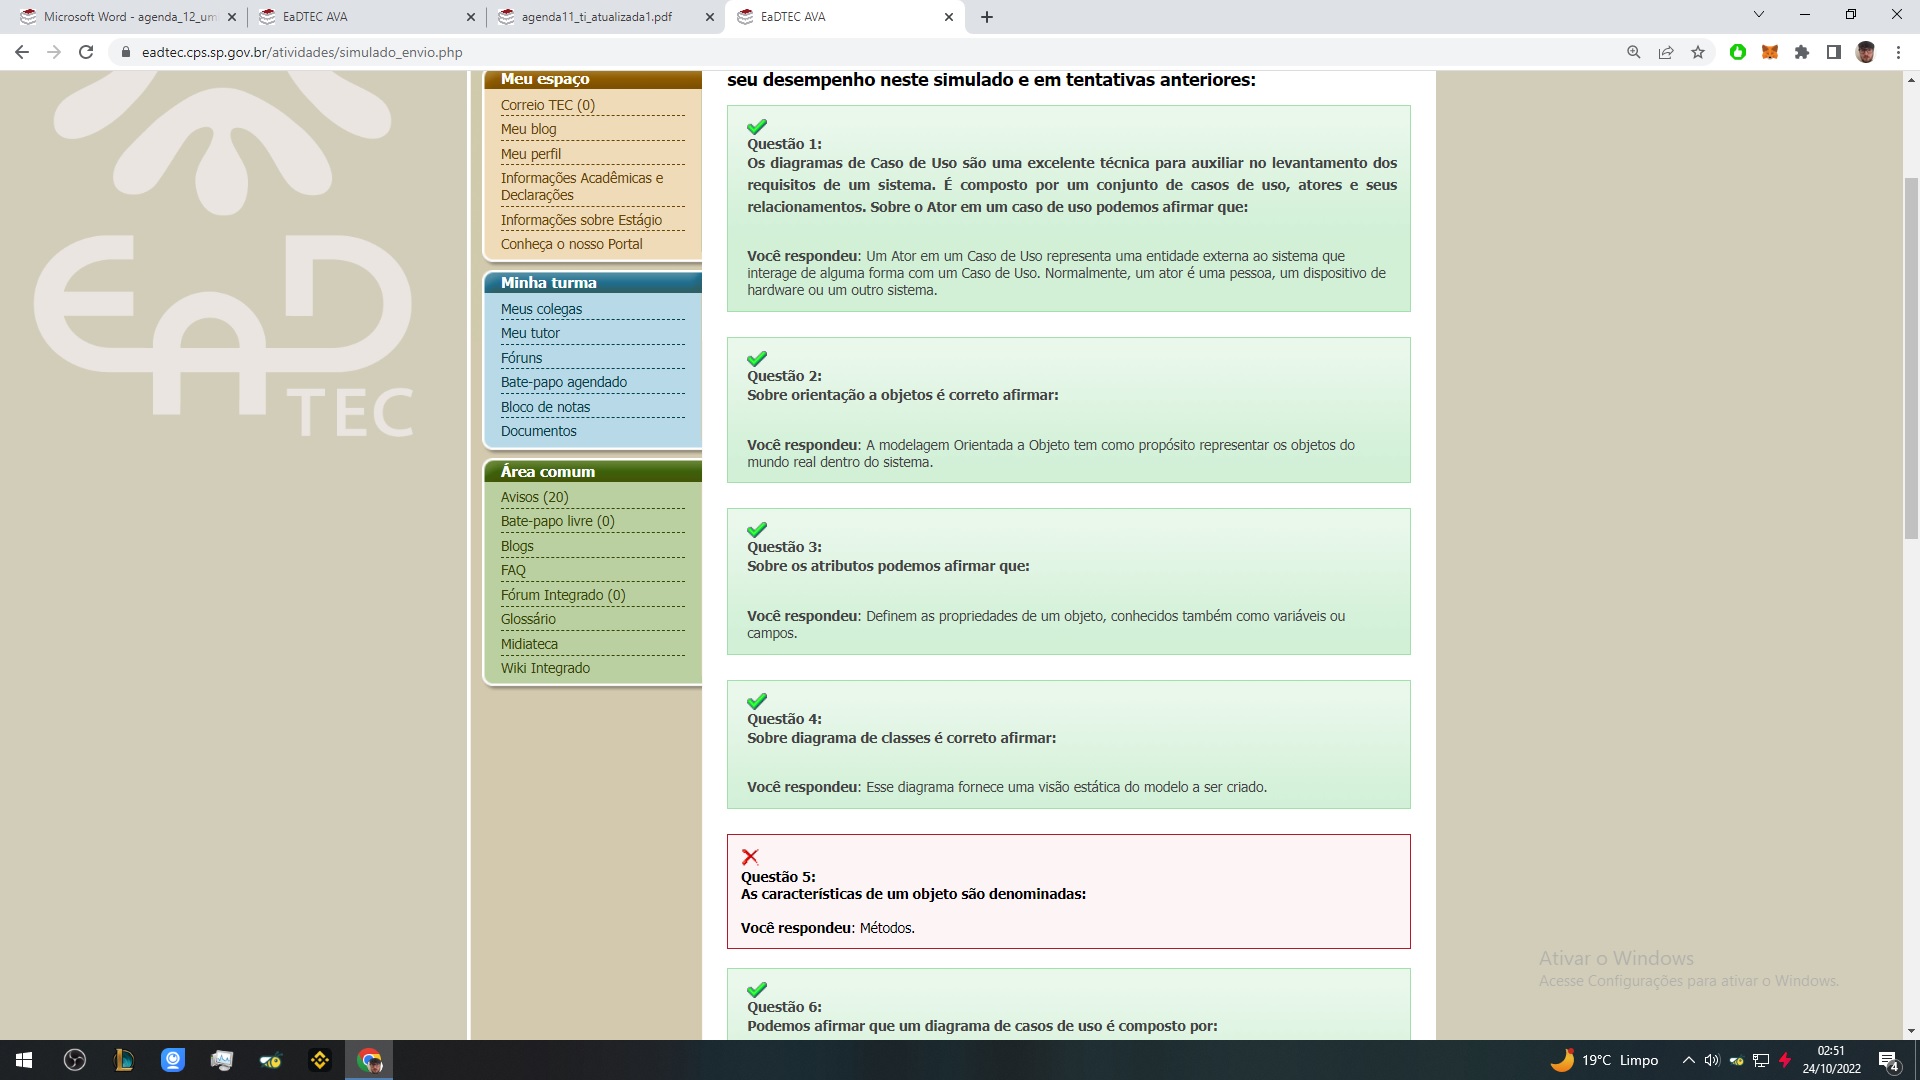 Microsoft Word - agenda_12_um
EaDTEC AVA
agenda11_ti_atualizada1.pdf
EaDTEC AVA
eadtec.cps.sp.gov.br/atividades/simulado_envio.php
EAD
TEC
Meu espaço
Correio TEC (0)
Meu blog
Meu perfil
Informações Acadêmicas e
Declarações
Informações sobre Estágio
Conheça o nosso Portal
Minha turma
Meus colegas
Meu tutor
Fóruns
Bate-papo agendado
Bloco de notas
Documentos
Área comum
Avisos (20)
Bate-papo livre (0)
Blogs
FAQ
Fórum Integrado (0)
Glossário
Midiateca
Wiki Integrado
seu desempenho neste simulado e em tentativas anteriores:
Questão 1:
Os diagramas de Caso de Uso são uma excelente técnica para auxiliar no levantamento dos
requisitos de um sistema. É composto por um conjunto de casos de uso, atores e seus
relacionamentos. Sobre o Ator em um caso de uso podemos afirmar que:
Você respondeu: Um Ator em um Caso de Uso representa uma entidade externa ao sistema que
interage de alguma forma com um Caso de Uso. Normalmente, um ator é uma pessoa, um dispositivo de
hardware ou um outro sistema.
Questão 2:
Sobre orientação a objetos é correto afirmar:
Você respondeu: A modelagem Orientada a Objeto tem como propósito representar os objetos do
mundo real dentro do sistema.
Questão 3:
Sobre os atributos podemos afirmar que:
Você respondeu: Definem as propriedades de um objeto, conhecidos também como variáveis ou
campos.
Questão 4:
Sobre diagrama de classes é correto afirmar:
Você respondeu: Esse diagrama fornece uma visão estática do modelo a ser criado.
Questão 5:
As características de um objeto são denominadas:
Você respondeu: Métodos.
Questão 6:
Podemos afirmar que um diagrama de casos de uso é composto por:
Ativar o Windows
Acesse Configurações para ativar o Windows.
19°C Limpo
02:51
24/10/2022
4